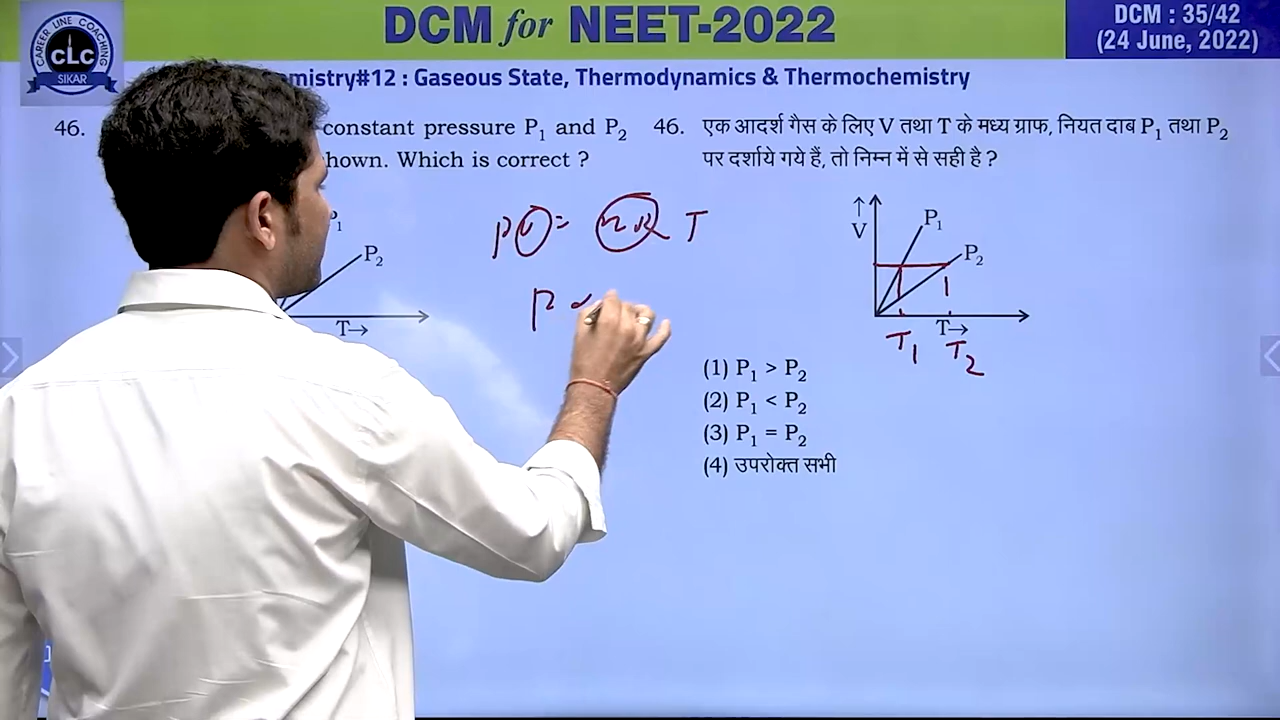 DCM for NEET-2022
DCM : 35/42
(24 June, 2022)
CAREER LINE COACHING
CLC
SIKAR
mistry#12 : Gaseous State, Thermodynamics & Thermochemistry
46. constant pressure P₁ and P₂
hown. Which is correct ?
P₂
T→
PV = nR T
P ∝
46. एक आदर्श गैस के लिए V तथा T के मध्य ग्राफ, नियत दाब P₁ तथा P₂
पर दर्शाये गये हैं, तो निम्न में से सही है ?
↑
V
P₁
P₂
T→
T₁ T₂
(1) P₁ > P₂
(2) P₁ < P₂
(3) P₁ = P₂
(4) उपरोक्त सभी